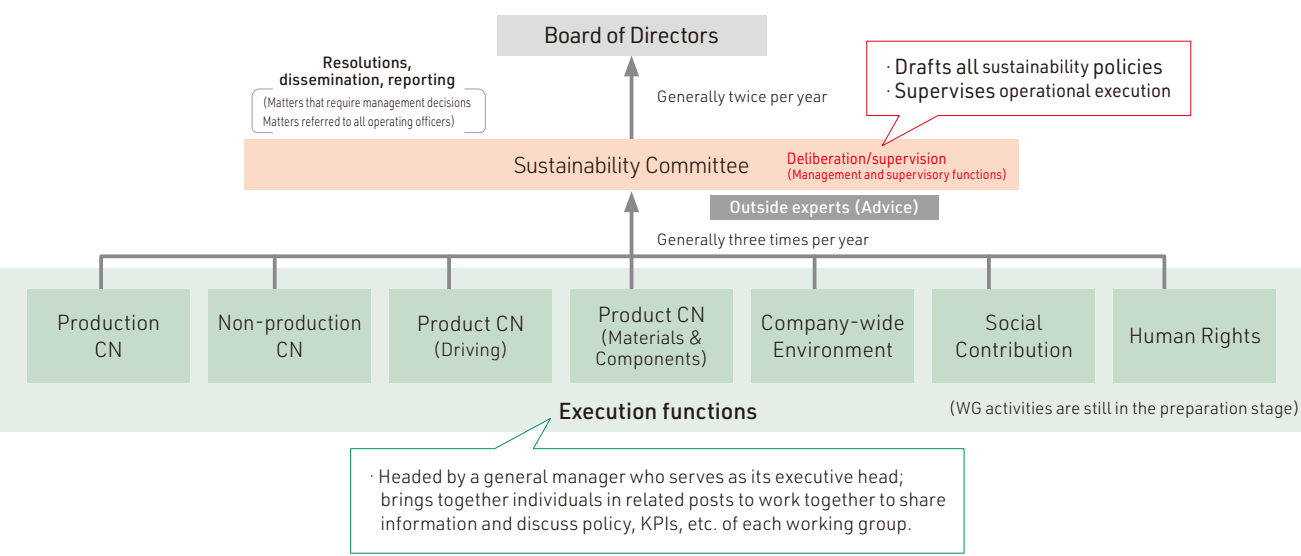 Board of Directors
Resolutions,
dissemination, reporting
(Matters that require management decisions
Matters referred to all operating officers)
Generally twice per year
· Drafts all sustainability policies
· Supervises operational execution
Sustainability Committee
Deliberation/supervision
(Management and supervisory functions)
Outside experts (Advice)
Generally three times per year
Production
CN
Non-production
CN
Product CN
(Driving)
Product CN
(Materials &
Components)
Company-wide
Environment
Social
Contribution
Human Rights
Execution functions
(WG activities are still in the preparation stage)
· Headed by a general manager who serves as its executive head;
brings together individuals in related posts to work together to share
information and discuss policy, KPIs, etc. of each working group.